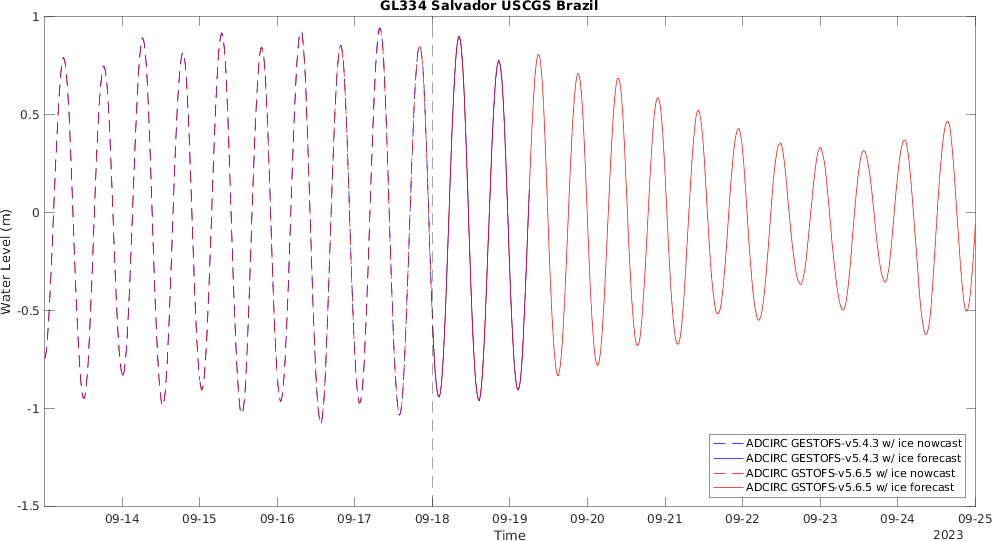 GL334 Salvador USCGS Brazil
1
0.5
0
-0.5
-1
-1.5
Water Level (m)
ADCIRC GESTOFS-v5.4.3 w/ ice nowcast
ADCIRC GESTOFS-v5.4.3 w/ ice forecast
ADCIRC GSTOFS-v5.6.5 w/ ice nowcast
ADCIRC GSTOFS-v5.6.5 w/ ice forecast
09-14 09-15 09-16 09-17 09-18 09-19 09-20 09-21 09-22 09-23 09-24 09-25
Time
2023